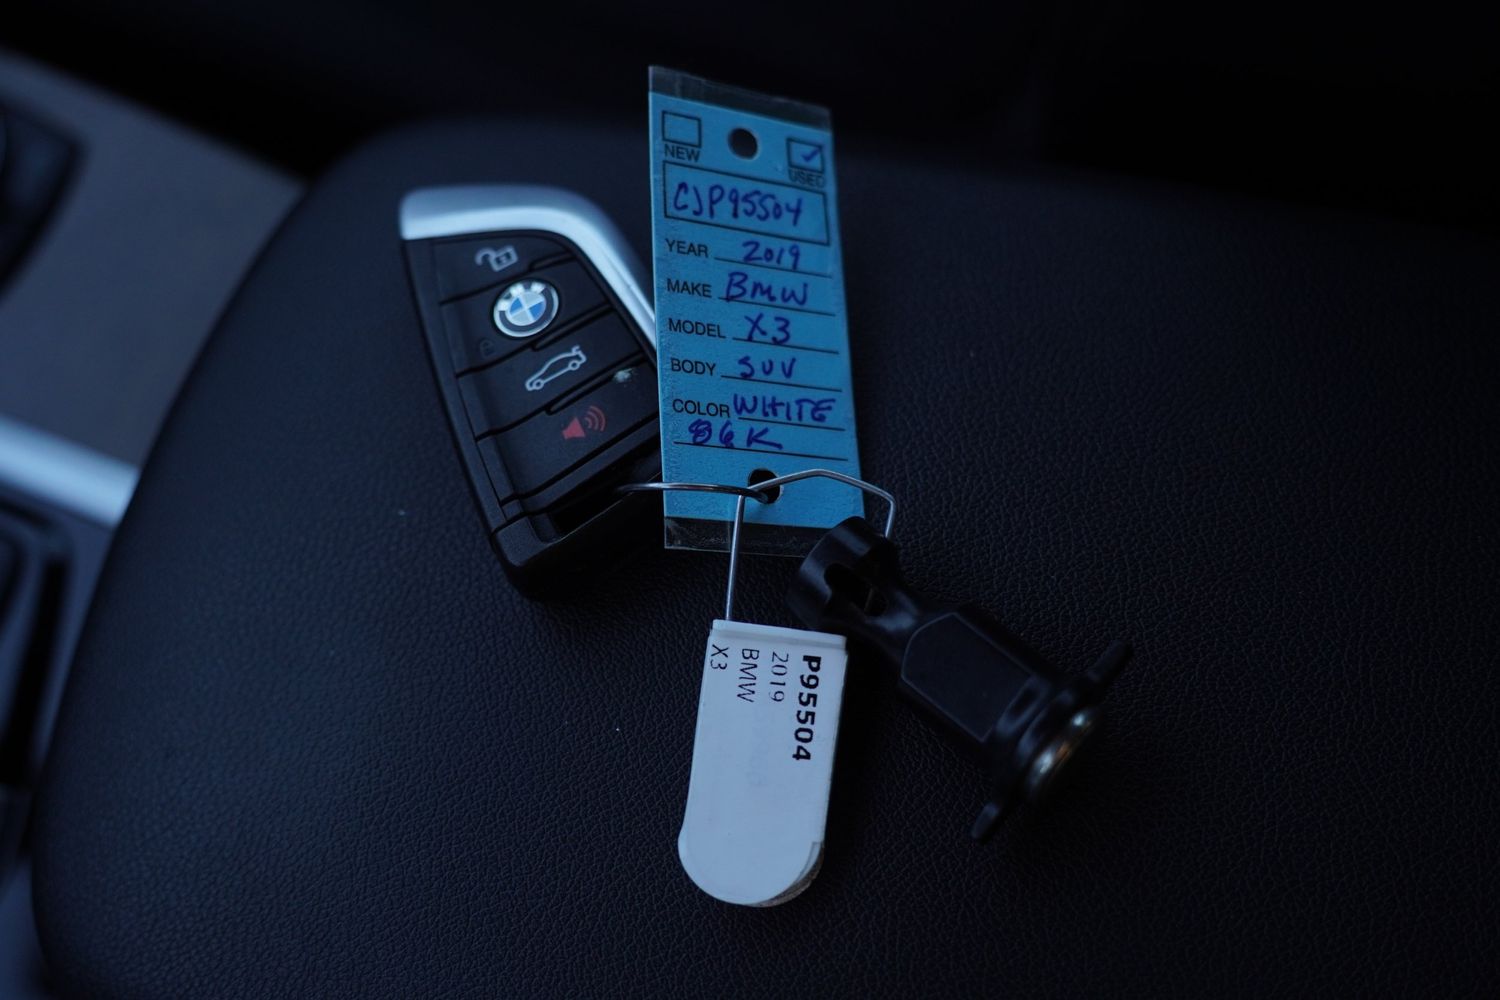 NEW
USED
CJP95504
YEAR 2019
MAKE BMW
MODEL X3
BODY SUV
COLOR WHITE
86K
P95504
2019
BMW
X3